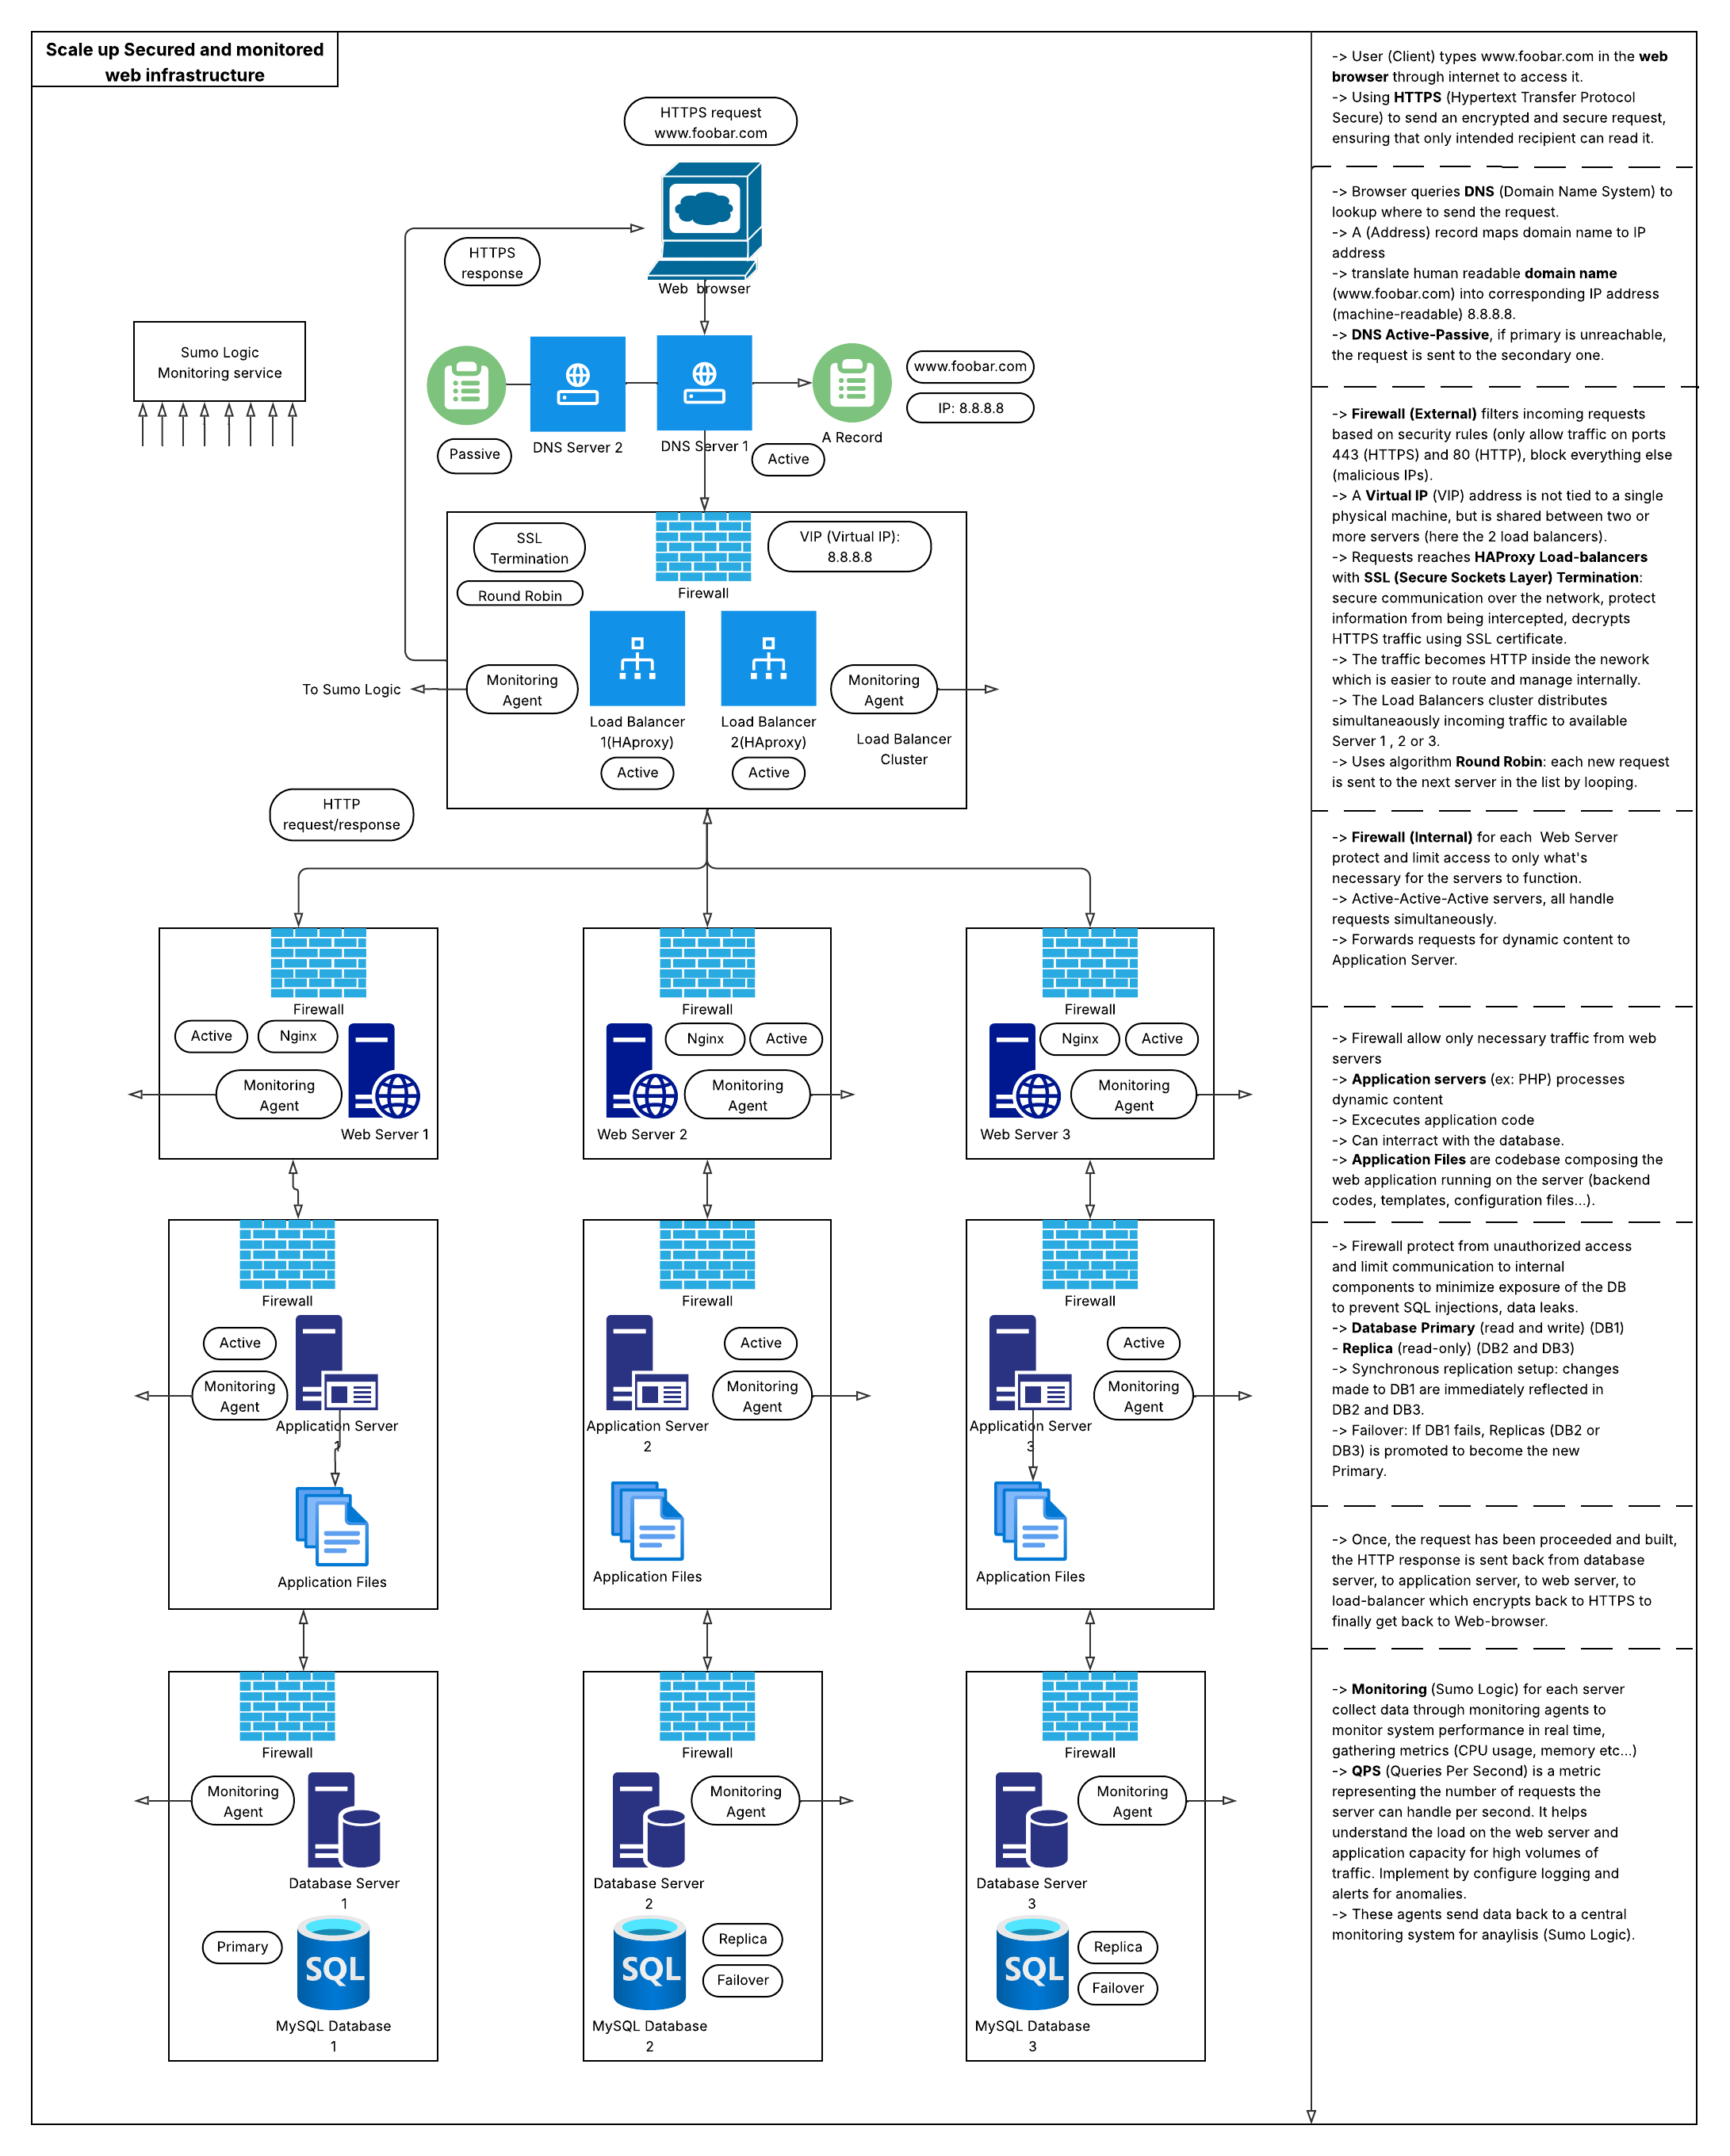 Scale up Secured and monitored
web infrastructure
HTTPS request
www.foobar.com
HTTPS
response
Web browser
Sumo Logic
Monitoring service
www.foobar.com
IP: 8.8.8.8
A Record
DNS Server 2
DNS Server 1
Passive
Active
SSL
Termination
VIP (Virtual IP):
8.8.8.8
Round Robin
Firewall
To Sumo Logic
Monitoring
Agent
Monitoring
Agent
Load Balancer
1(HAproxy)
Load Balancer
2(HAproxy)
Load Balancer
Cluster
Active
Active
HTTP
request/response
Firewall
Active
Nginx
Monitoring
Agent
Web Server 1
Firewall
Nginx
Active
Monitoring
Agent
Web Server 2
Firewall
Nginx
Active
Monitoring
Agent
Web Server 3
Firewall
Active
Monitoring
Agent
Application Server
1
Application Files
Firewall
Active
Monitoring
Agent
Application Server
2
Application Files
Firewall
Active
Monitoring
Agent
Application Server
3
Application Files
Firewall
Monitoring
Agent
Database Server
1
Primary
SQL
MySQL Database
1
Firewall
Monitoring
Agent
Database Server
2
Replica
Failover
SQL
MySQL Database
2
Firewall
Monitoring
Agent
Database Server
3
Replica
Failover
SQL
MySQL Database
3
-> User (Client) types www.foobar.com in the web
browser through internet to access it.
-> Using HTTPS (Hypertext Transfer Protocol
Secure) to send an encrypted and secure request,
ensuring that only intended recipient can read it.
-> Browser queries DNS (Domain Name System) to
lookup where to send the request.
-> A (Address) record maps domain name to IP
address
-> translate human readable domain name
(www.foobar.com) into corresponding IP address
(machine-readable) 8.8.8.8.
-> DNS Active-Passive, if primary is unreachable,
the request is sent to the secondary one.
-> Firewall (External) filters incoming requests
based on security rules (only allow traffic on ports
443 (HTTPS) and 80 (HTTP), block everything else
(malicious IPs).
-> A Virtual IP (VIP) address is not tied to a single
physical machine, but is shared between two or
more servers (here the 2 load balancers).
-> Requests reaches HAProxy Load-balancers
with SSL (Secure Sockets Layer) Termination:
secure communication over the network, protect
information from being intercepted, decrypts
HTTPS traffic using SSL certificate.
-> The traffic becomes HTTP inside the nework
which is easier to route and manage internally.
-> The Load Balancers cluster distributes
simultaneaously incoming traffic to available
Server 1 , 2 or 3.
-> Uses algorithm Round Robin: each new request
is sent to the next server in the list by looping.
-> Firewall (Internal) for each Web Server
protect and limit access to only what's
necessary for the servers to function.
-> Active-Active-Active servers, all handle
requests simultaneously.
-> Forwards requests for dynamic content to
Application Server.
-> Firewall allow only necessary traffic from web
servers
-> Application servers (ex: PHP) processes
dynamic content
-> Excecutes application code
-> Can interract with the database.
-> Application Files are codebase composing the
web application running on the server (backend
codes, templates, configuration files...).
-> Firewall protect from unauthorized access
and limit communication to internal
components to minimize exposure of the DB
to prevent SQL injections, data leaks.
-> Database Primary (read and write) (DB1)
- Replica (read-only) (DB2 and DB3)
-> Synchronous replication setup: changes
made to DB1 are immediately reflected in
DB2 and DB3.
-> Failover: If DB1 fails, Replicas (DB2 or
DB3) is promoted to become the new
Primary.
-> Once, the request has been proceeded and built,
the HTTP response is sent back from database
server, to application server, to web server, to
load-balancer which encrypts back to HTTPS to
finally get back to Web-browser.
-> Monitoring (Sumo Logic) for each server
collect data through monitoring agents to
monitor system performance in real time,
gathering metrics (CPU usage, memory etc...)
-> QPS (Queries Per Second) is a metric
representing the number of requests the
server can handle per second. It helps
understand the load on the web server and
application capacity for high volumes of
traffic. Implement by configure logging and
alerts for anomalies.
-> These agents send data back to a central
monitoring system for anaylisis (Sumo Logic).